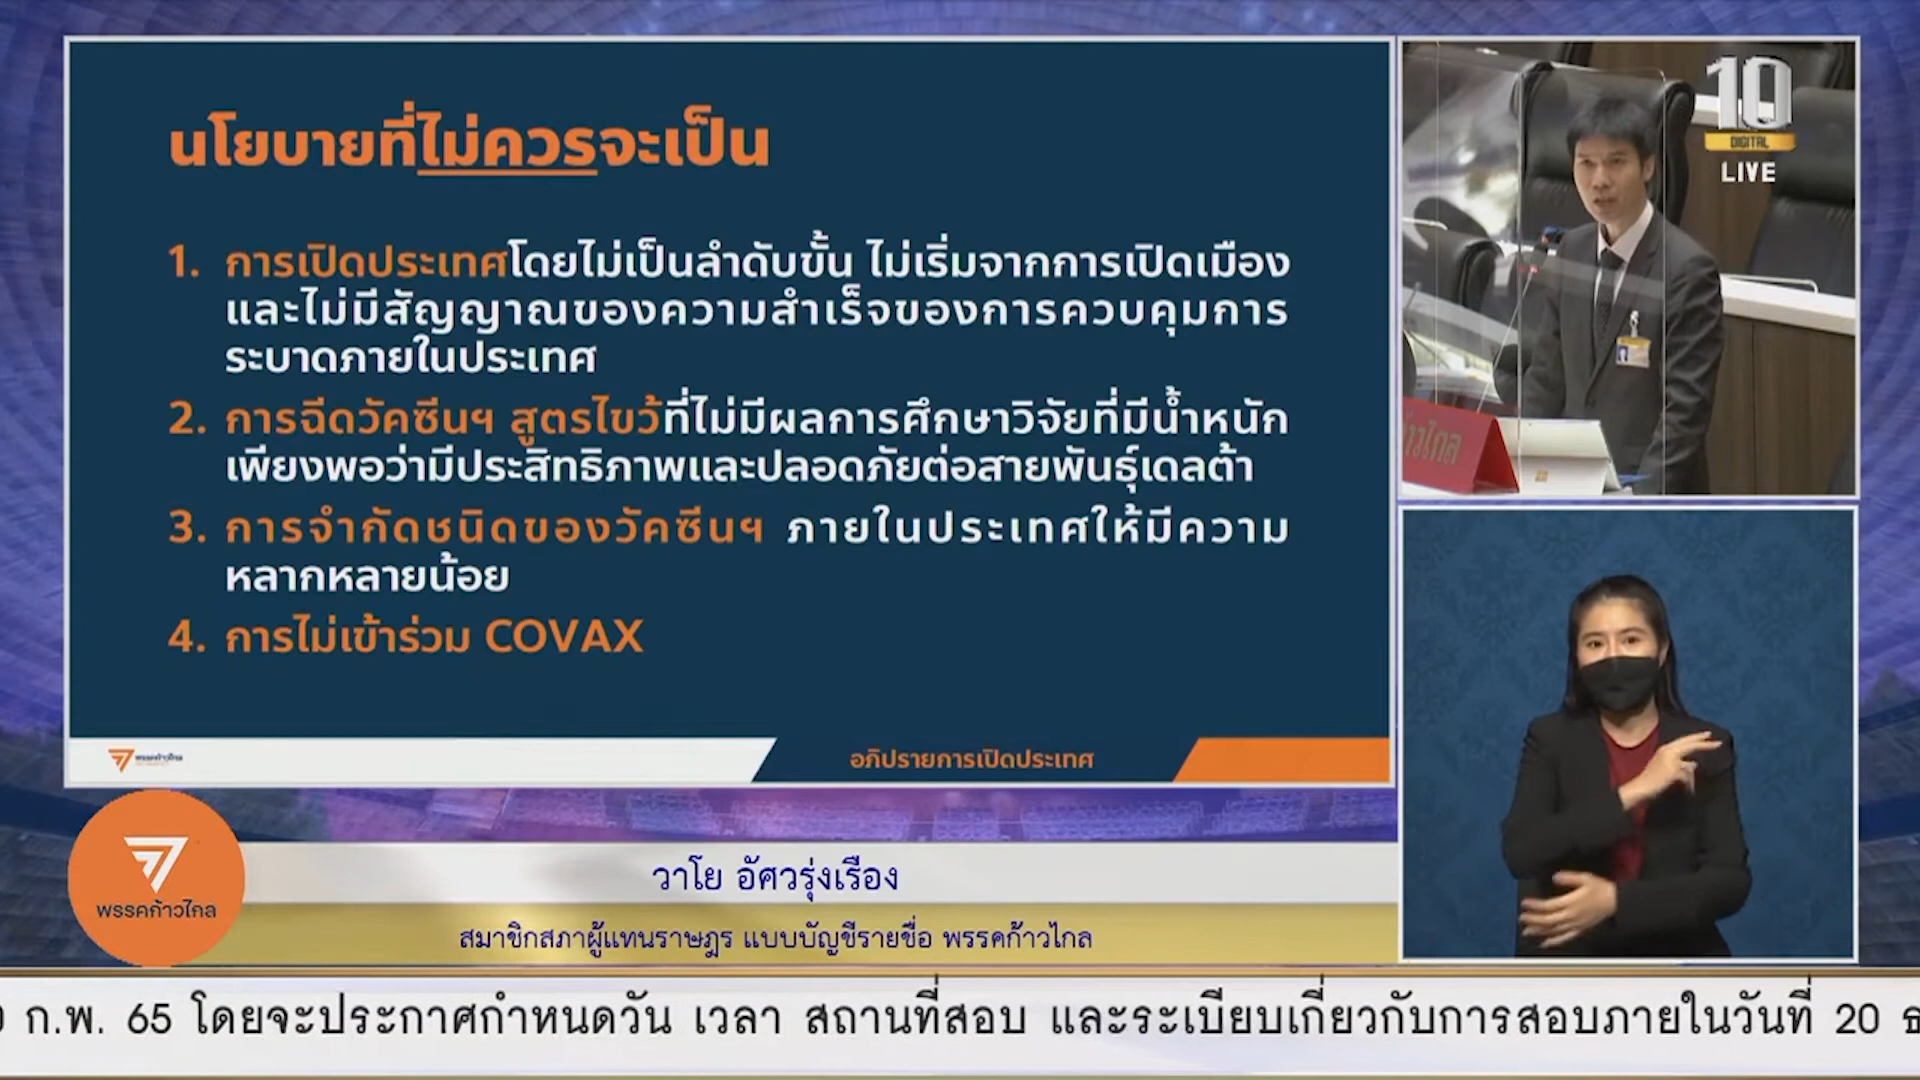 นโยบายที่ไม่ควรจะเป็น
1. การเปิดประเทศโดยไม่เป็นลำดับขั้น ไม่เริ่มจากการเปิดเมือง
และไม่มีสัญญาณของความสำเร็จของการควบคุมการ
ระบาดภายในประเทศ
2. การฉีดวัคซีนฯ สูตรไขว้ที่ไม่มีผลการศึกษาวิจัยที่มีน้ำหนัก
เพียงพอว่ามีประสิทธิภาพและปลอดภัยต่อสายพันธุ์เดลต้า
3. การจำกัดชนิดของวัคซีนฯ ภายในประเทศให้มีความ
หลากหลายน้อย
4. การไม่เข้าร่วม COVAX
พรรคก้าวไกล
อภิปรายการเปิดประเทศ
10
DIGITAL
LIVE
ก้าวไกล
พรรคก้าวไกล
วาโย อัศวรุ่งเรือง
สมาชิกสภาผู้แทนราษฎร แบบบัญชีรายชื่อ พรรคก้าวไกล
ก.พ. 65 โดยจะประกาศกำหนดวัน เวลา สถานที่สอบ และระเบียบเกี่ยวกับการสอบภายในวันที่ 20 ธ